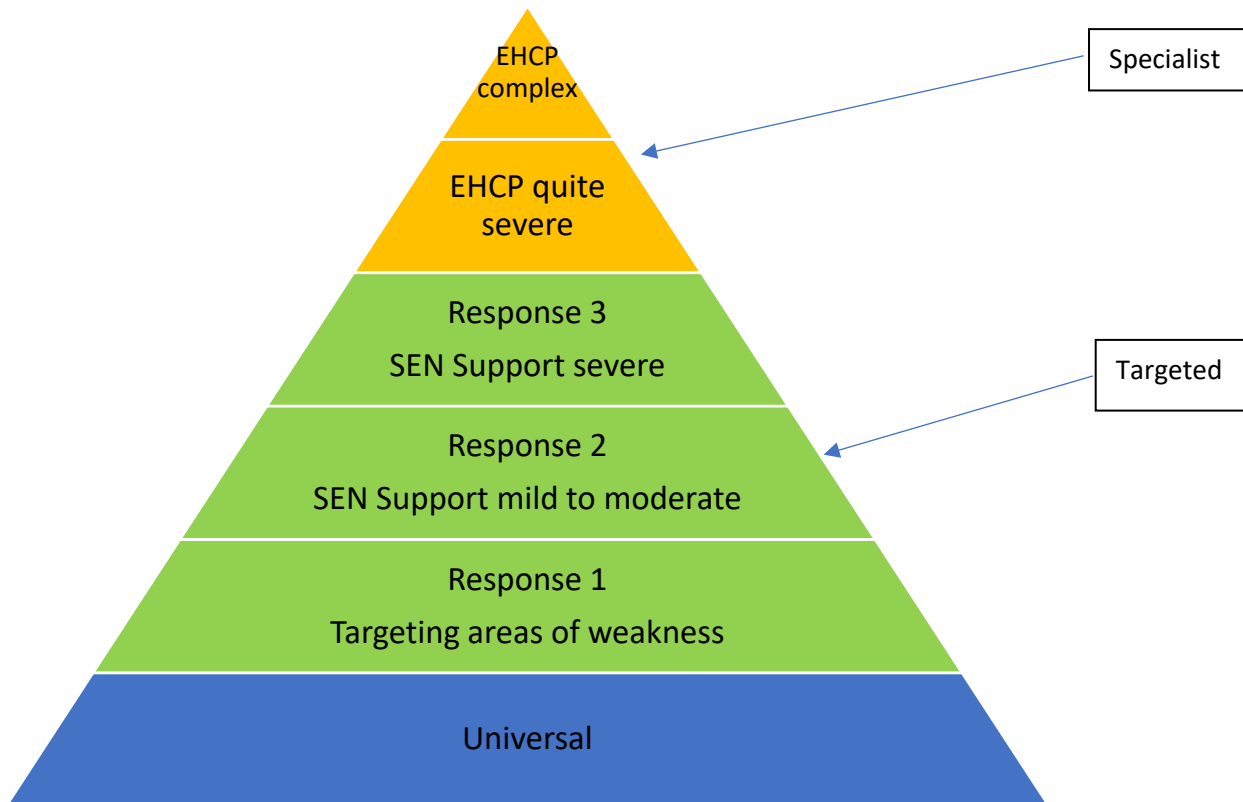 EHCP
complex
Specialist
EHCP quite
severe
Response 3
SEN Support severe
Targeted
Response 2
SEN Support mild to moderate
Response 1
Targeting areas of weakness
Universal